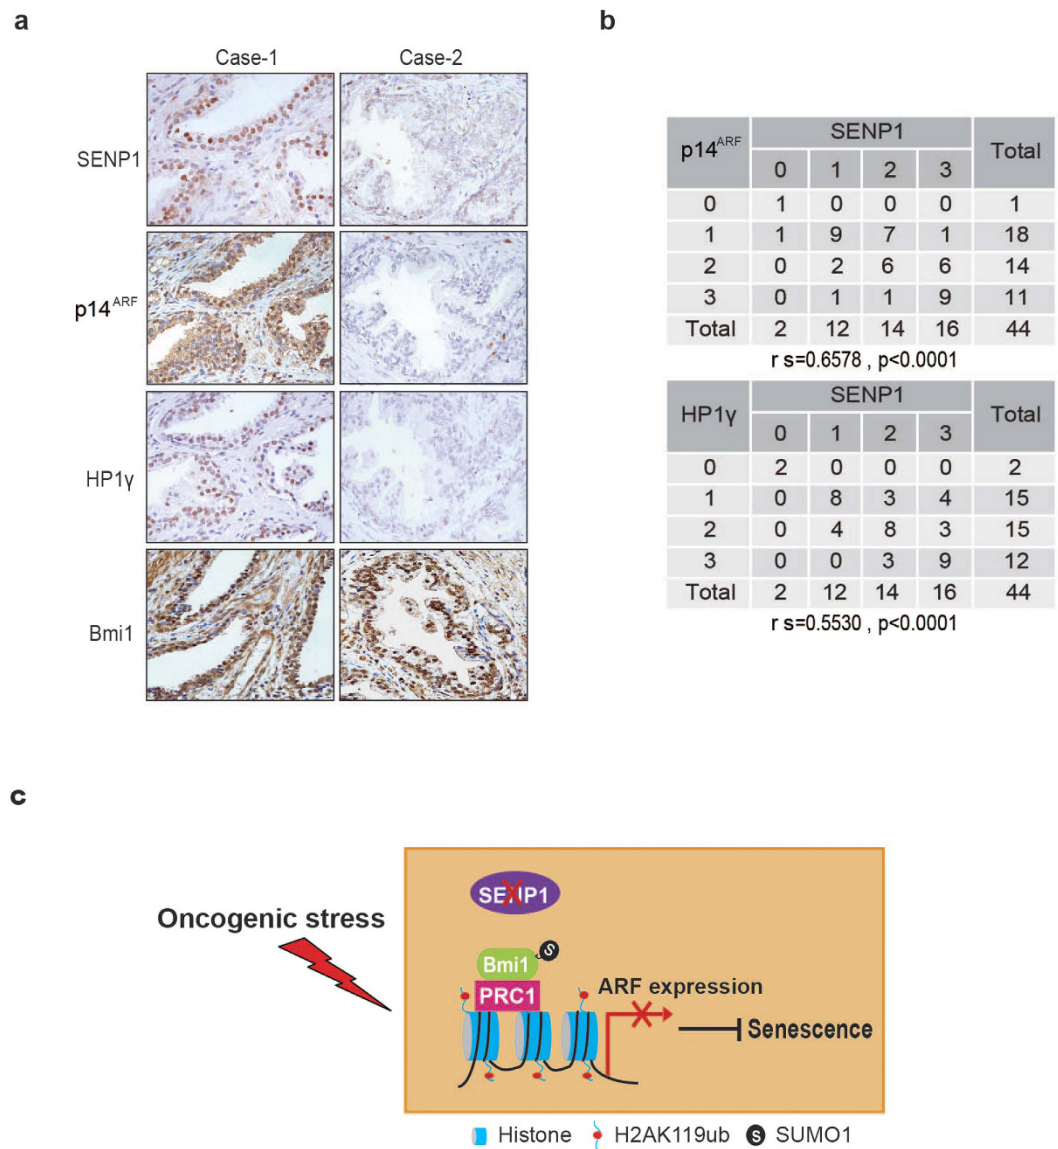 a
Case-1 Case-2
SENP1
p14ARF
HP1γ
Bmi1
b
p14ARF SENP1 Total
0 1 2 3
0 1 0 0 0 1
1 1 9 7 1 18
2 0 2 6 6 14
3 0 1 1 9 11
Total 2 12 14 16 44
r s=0.6578 , p<0.0001
HP1γ SENP1 Total
0 1 2 3
0 2 0 0 0 2
1 0 8 3 4 15
2 0 4 8 3 15
3 0 0 3 9 12
Total 2 12 14 16 44
r s=0.5530 , p<0.0001
c
Oncogenic stress
SENP1
S
Bmi1
PRC1
ARF expression
Senescence
Histone H2AK119ub S SUMO1